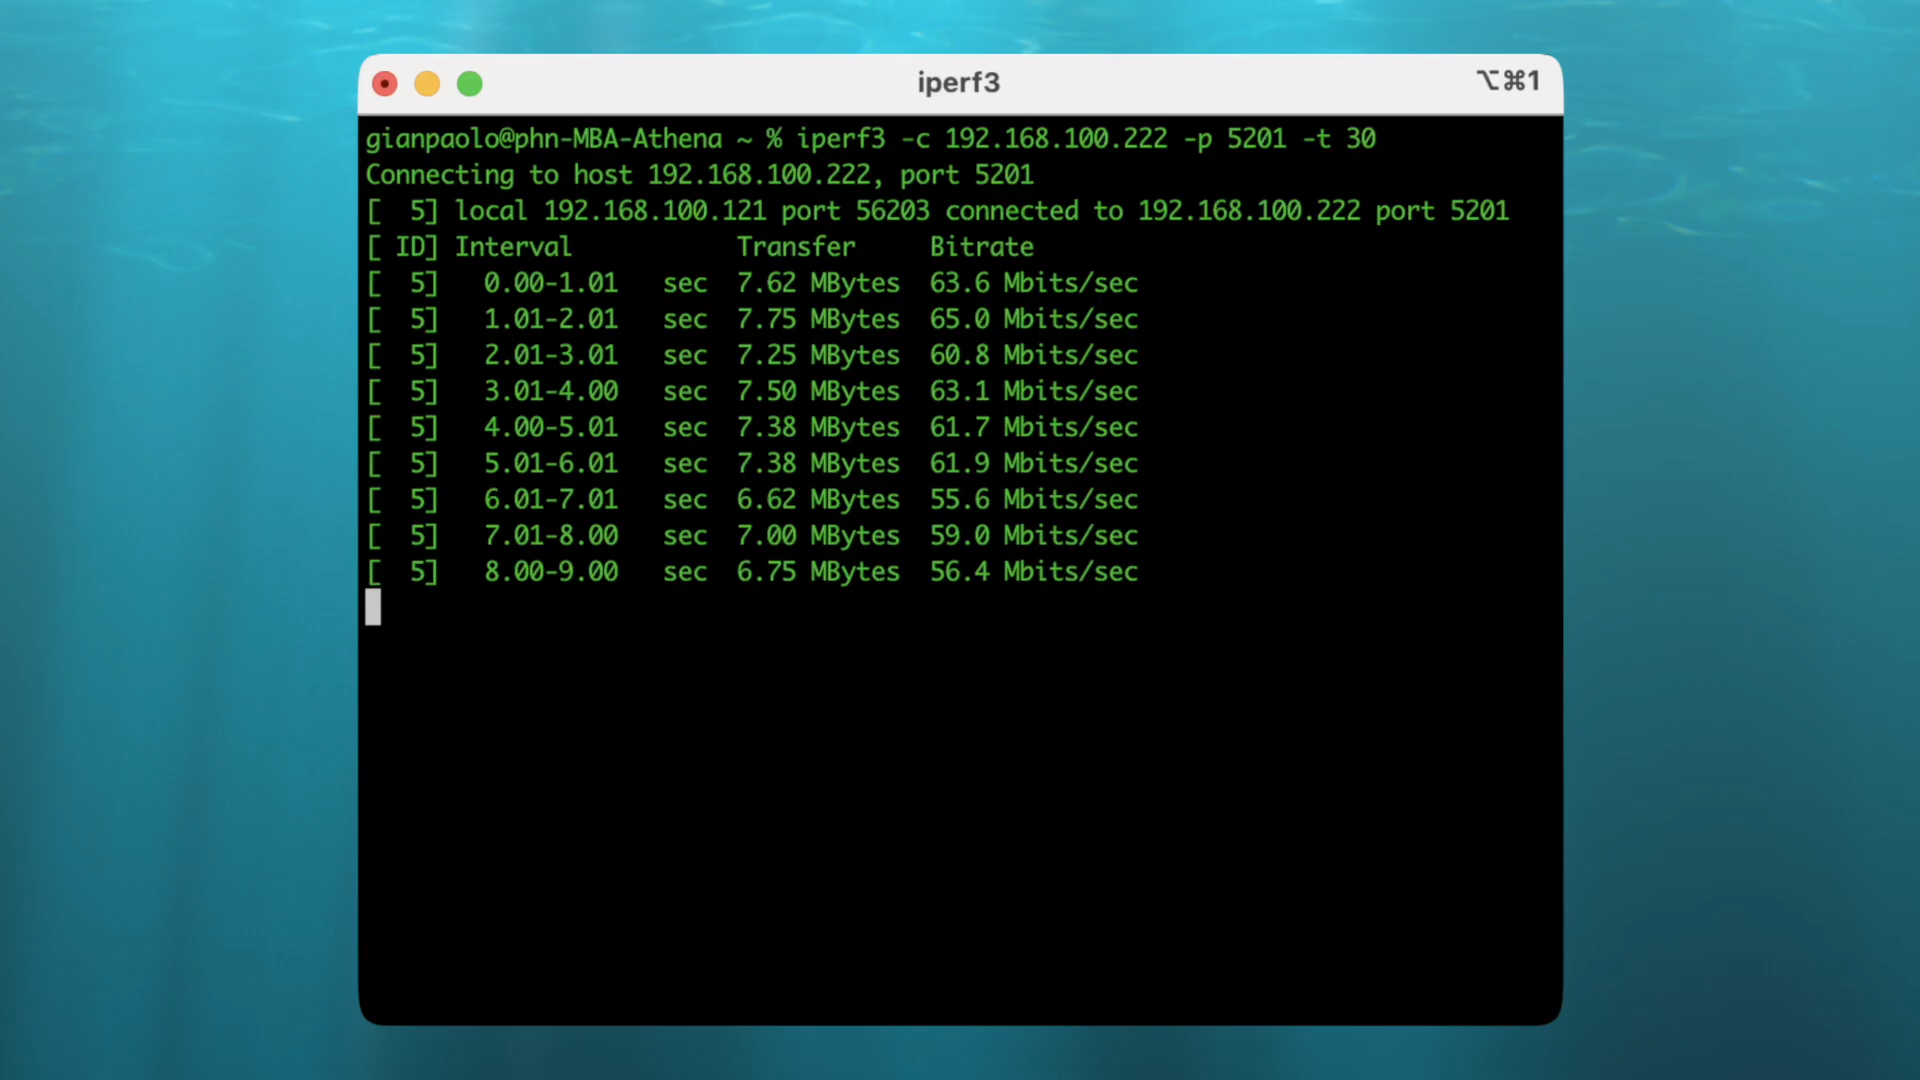 iperf3
⌥⌘1
gianpaolo@phn-MBA-Athena ~ % iperf3 -c 192.168.100.222 -p 5201 -t 30
Connecting to host 192.168.100.222, port 5201
[  5] local 192.168.100.121 port 56203 connected to 192.168.100.222 port 5201
[ ID] Interval           Transfer     Bitrate
[  5]   0.00-1.01   sec  7.62 MBytes  63.6 Mbits/sec
[  5]   1.01-2.01   sec  7.75 MBytes  65.0 Mbits/sec
[  5]   2.01-3.01   sec  7.25 MBytes  60.8 Mbits/sec
[  5]   3.01-4.00   sec  7.50 MBytes  63.1 Mbits/sec
[  5]   4.00-5.01   sec  7.38 MBytes  61.7 Mbits/sec
[  5]   5.01-6.01   sec  7.38 MBytes  61.9 Mbits/sec
[  5]   6.01-7.01   sec  6.62 MBytes  55.6 Mbits/sec
[  5]   7.01-8.00   sec  7.00 MBytes  59.0 Mbits/sec
[  5]   8.00-9.00   sec  6.75 MBytes  56.4 Mbits/sec